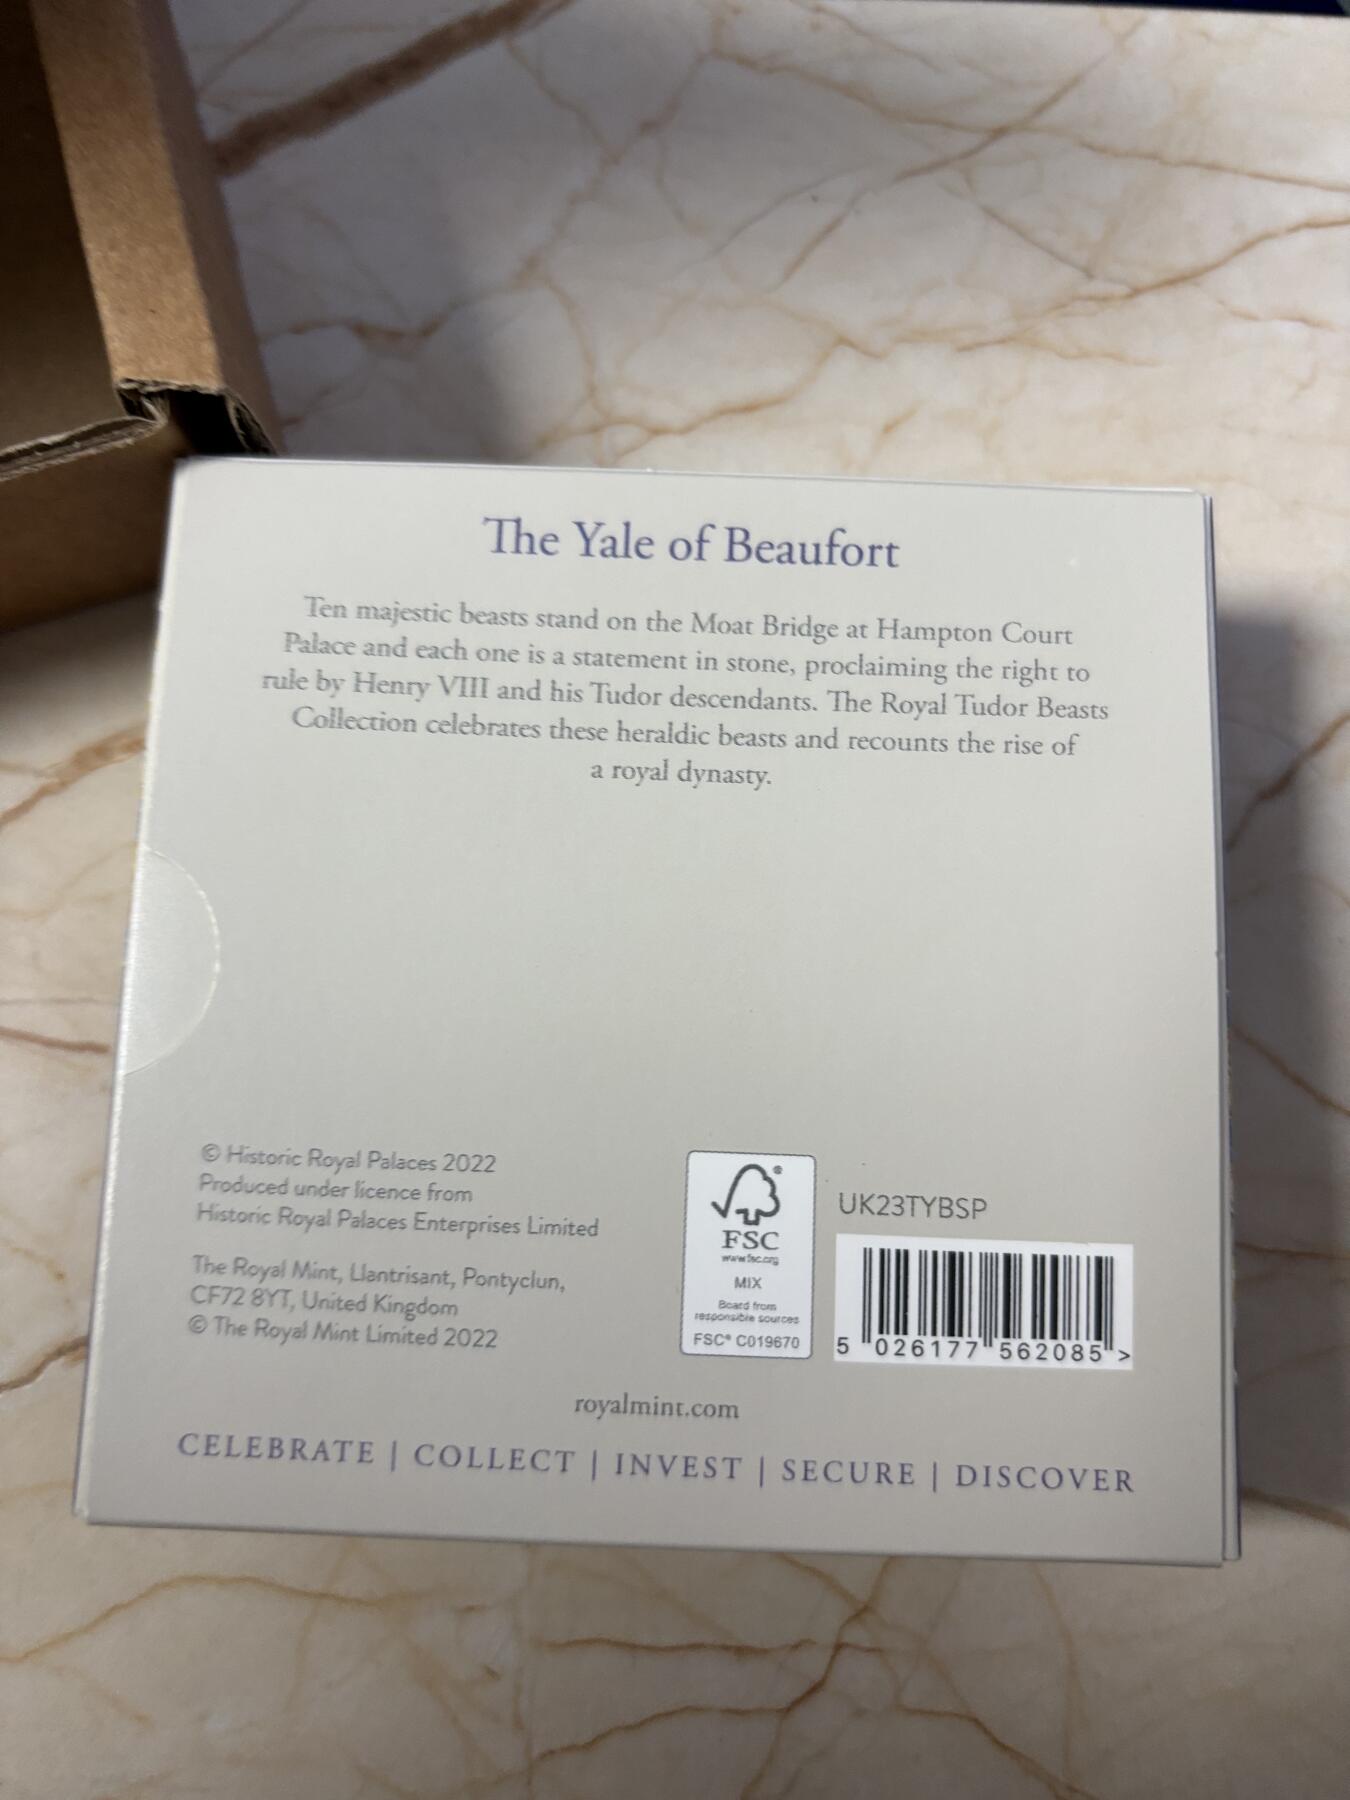 The Yale of Beaufort
Ten majestic beasts stand on the Moat Bridge at Hampton Court
Palace and each one is a statement in stone, proclaiming the right to
rule by Henry VIII and his Tudor descendants. The Royal Tudor Beasts
Collection celebrates these heraldic beasts and recounts the rise of
a royal dynasty.
© Historic Royal Palaces 2022
Produced under licence from
Historic Royal Palaces Enterprises Limited
The Royal Mint, Llantrisant, Pontyclun,
CF72 8YT, United Kingdom
© The Royal Mint Limited 2022
®
FSC
www.fsc.org
MIX
Board from
responsible sources
FSC® C019670
UK23TYBSP
5 026177 562085 >
royalmint.com
CELEBRATE | COLLECT | INVEST | SECURE | DISCOVER